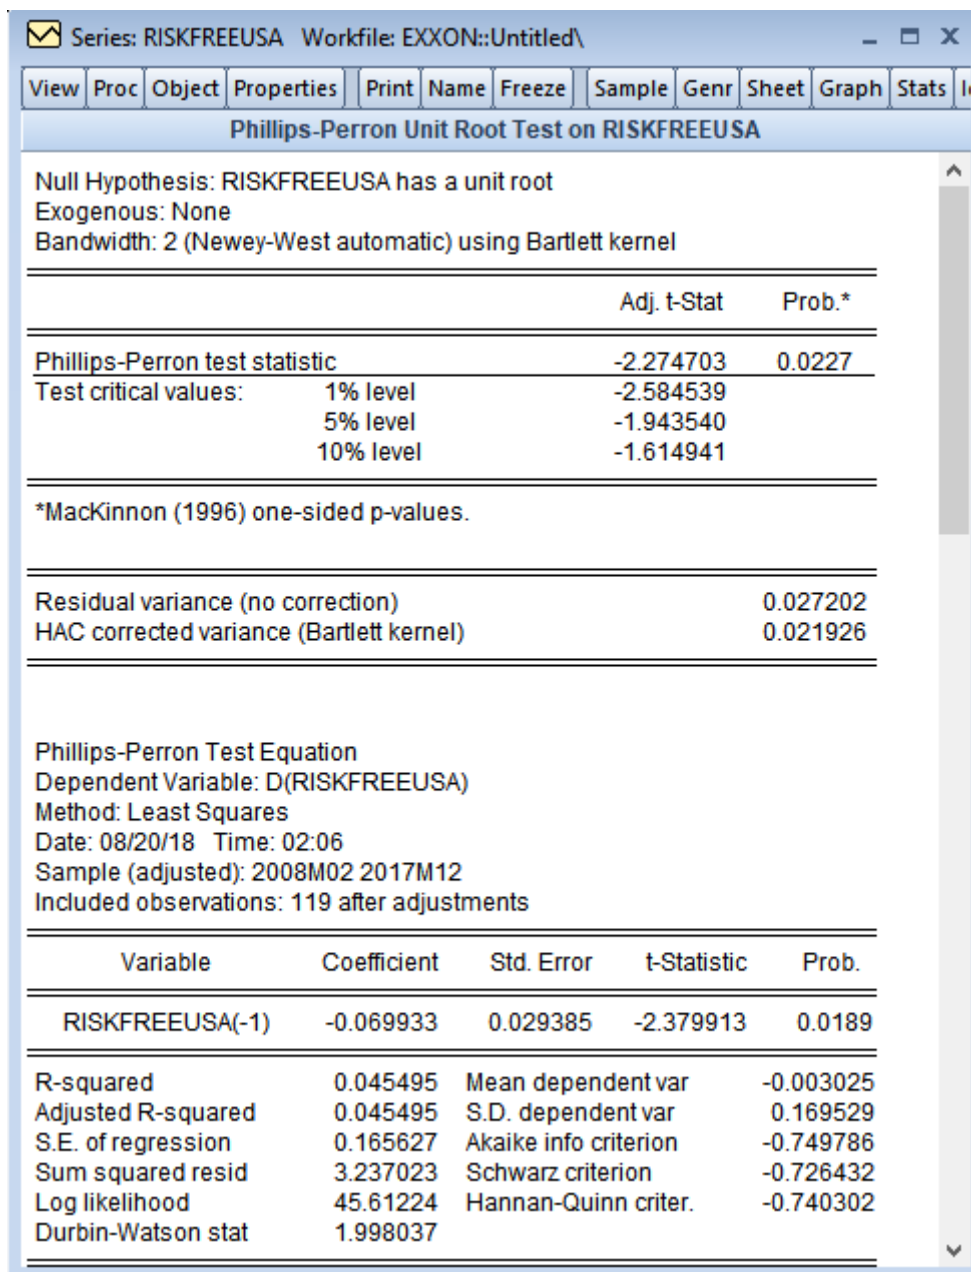 Series: RISKFREEUSA Workfile: EXXON::Untitled\
View Proc Object Properties Print Name Freeze Sample Genr Sheet Graph Stats
Phillips-Perron Unit Root Test on RISKFREEUSA
Null Hypothesis: RISKFREEUSA has a unit root
Exogenous: None
Bandwidth: 2 (Newey-West automatic) using Bartlett kernel
Adj. t-Stat Prob.*
Phillips-Perron test statistic -2.274703 0.0227
Test critical values: 1% level -2.584539
5% level -1.943540
10% level -1.614941
*MacKinnon (1996) one-sided p-values.
Residual variance (no correction) 0.027202
HAC corrected variance (Bartlett kernel) 0.021926
Phillips-Perron Test Equation
Dependent Variable: D(RISKFREEUSA)
Method: Least Squares
Date: 08/20/18 Time: 02:06
Sample (adjusted): 2008M02 2017M12
Included observations: 119 after adjustments
Variable Coefficient Std. Error t-Statistic Prob.
RISKFREEUSA(-1) -0.069933 0.029385 -2.379913 0.0189
R-squared 0.045495 Mean dependent var -0.003025
Adjusted R-squared 0.045495 S.D. dependent var 0.169529
S.E. of regression 0.165627 Akaike info criterion -0.749786
Sum squared resid 3.237023 Schwarz criterion -0.726432
Log likelihood 45.61224 Hannan-Quinn criter. -0.740302
Durbin-Watson stat 1.998037